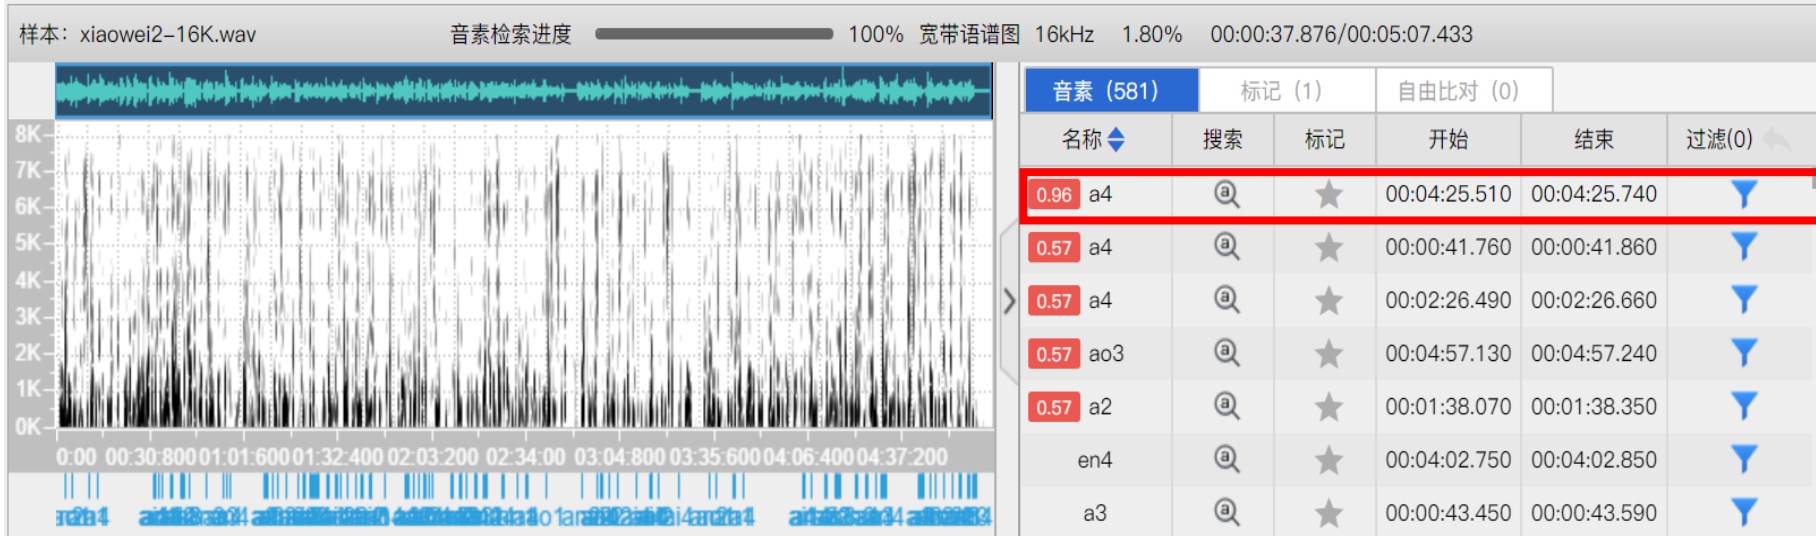 样本：xiaowei2-16K.wav 音素检索进度 100% 宽带语谱图 16kHz 1.80% 00:00:37.876/00:05:07.433
音素（581） 标记（1） 自由比对（0）
名称 搜索 标记 开始 结束 过滤(0)
0.96 a4 00:04:25.510 00:04:25.740
0.57 a4 00:00:41.760 00:00:41.860
0.57 a4 00:02:26.490 00:02:26.660
0.57 ao3 00:04:57.130 00:04:57.240
0.57 a2 00:01:38.070 00:01:38.350
en4 00:04:02.750 00:04:02.850
a3 00:00:43.450 00:00:43.590
8K
7K
6K
5K
4K
3K
2K
1K
0K
0:00 00:30:800 01:01:600 01:32:400 02:03:200 02:34:00 03:04:800 03:35:600 04:06:400 04:37:200